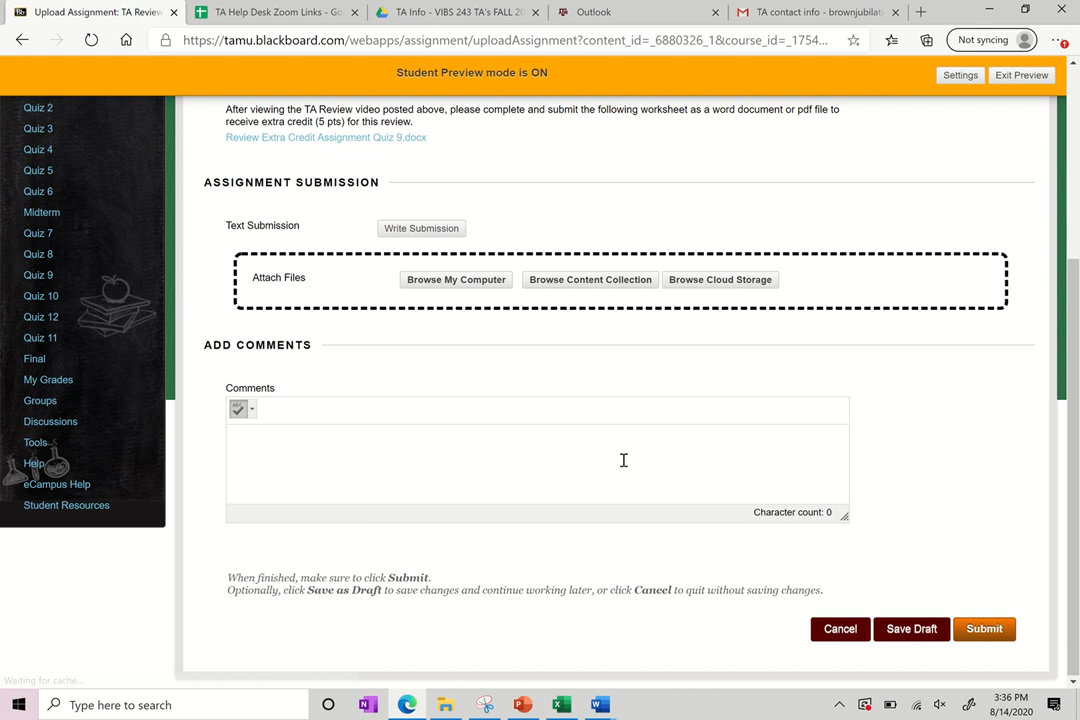 Upload Assignment: TA Review
TA Help Desk Zoom Links - Go
TA Info - VIBS 243 TA's FALL 20
Outlook
TA contact info - brownjubilat
https://tamu.blackboard.com/webapps/assignment/uploadAssignment?content_id=_6880326_1&course_id=_1754...
Not syncing
Student Preview mode is ON
Settings
Exit Preview
Quiz 2
Quiz 3
Quiz 4
Quiz 5
Quiz 6
Midterm
Quiz 7
Quiz 8
Quiz 9
Quiz 10
Quiz 12
Quiz 11
Final
My Grades
Groups
Discussions
Tools
Help
eCampus Help
Student Resources
After viewing the TA Review video posted above, please complete and submit the following worksheet as a word document or pdf file to
receive extra credit (5 pts) for this review.
Review Extra Credit Assignment Quiz 9.docx
ASSIGNMENT SUBMISSION
Text Submission
Write Submission
Attach Files
Browse My Computer
Browse Content Collection
Browse Cloud Storage
ADD COMMENTS
Comments
ABC
Character count: 0
When finished, make sure to click Submit.
Optionally, click Save as Draft to save changes and continue working later, or click Cancel to quit without saving changes.
Cancel
Save Draft
Submit
Waiting for cache...
Type here to search
3:36 PM
8/14/2020